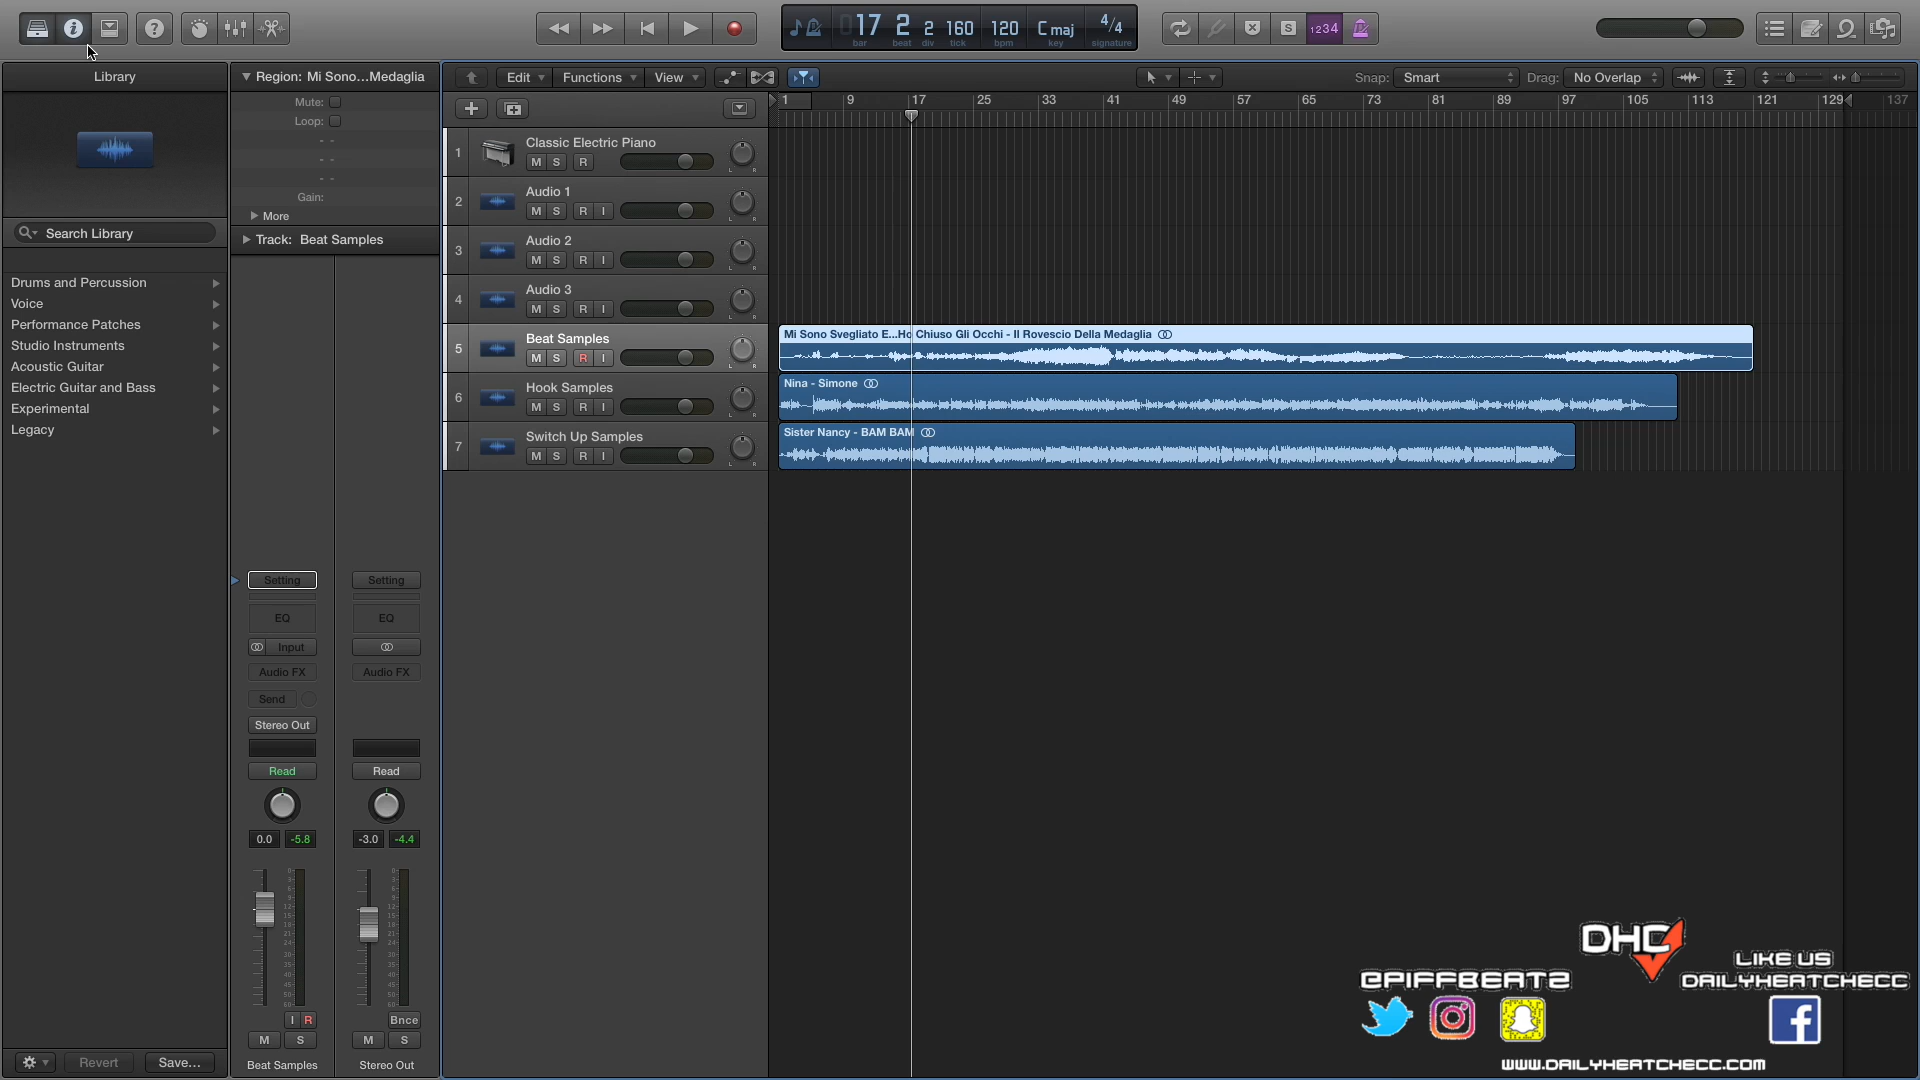 17 2 2 160 120 C maj 4/4
bar beat div tick bpm key signature
S 1234
Library
Region: Mi Sono...Medaglia
Edit Functions View
Snap: Smart
Drag: No Overlap
Mute:
Loop:
- -
- -
- -
Gain:
More
Search Library
Track: Beat Samples
1 9 17 25 33 41 49 57 65 73 81 89 97 105 113 121 129 137
1 Classic Electric Piano
M S R
L R
2 Audio 1
M S R I
L R
3 Audio 2
M S R I
L R
4 Audio 3
M S R I
L R
5 Beat Samples
M S R I
L R
6 Hook Samples
M S R I
L R
7 Switch Up Samples
M S R I
L R
Mi Sono Svegliato E...Ho Chiuso Gli Occhi - Il Rovescio Della Medaglia
Nina - Simone
Sister Nancy - BAM BAM
Drums and Percussion
Voice
Performance Patches
Studio Instruments
Acoustic Guitar
Electric Guitar and Bass
Experimental
Legacy
Setting Setting
EQ EQ
Input
Audio FX Audio FX
Send
Stereo Out
Read Read
0.0 -5.8 -3.0 -4.4
I R Bnce
M S M S
Beat Samples Stereo Out
Revert Save...
DHC
@PIFFBEATZ
LIKE US
DAILYHEATCHECC
WWW.DAILYHEATCHECC.COM